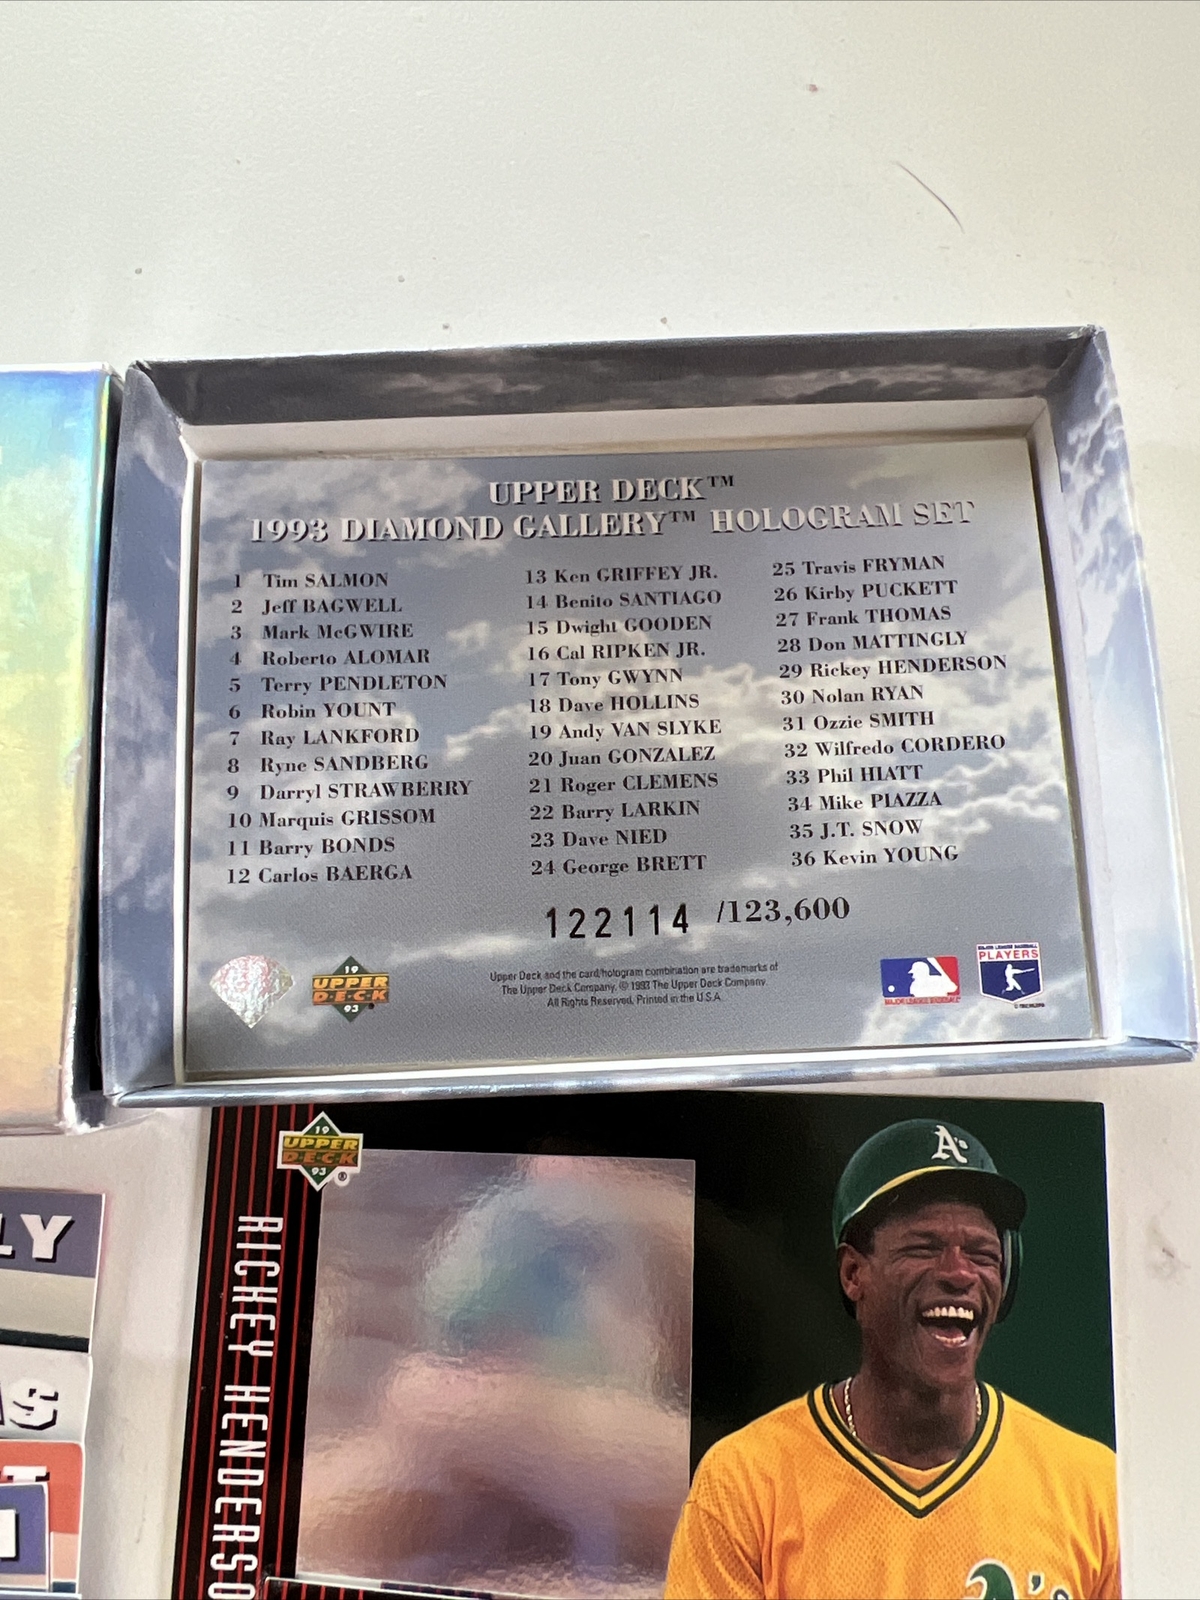 UPPER DECK™
1993 DIAMOND GALLERY™ HOLOGRAM SET
1 Tim SALMON
2 Jeff BAGWELL
3 Mark McGWIRE
4 Roberto ALOMAR
5 Terry PENDLETON
6 Robin YOUNT
7 Ray LANKFORD
8 Ryne SANDBERG
9 Darryl STRAWBERRY
10 Marquis GRISSOM
11 Barry BONDS
12 Carlos BAERGA
13 Ken GRIFFEY JR.
14 Benito SANTIAGO
15 Dwight GOODEN
16 Cal RIPKEN JR.
17 Tony GWYNN
18 Dave HOLLINS
19 Andy VAN SLYKE
20 Juan GONZALEZ
21 Roger CLEMENS
22 Barry LARKIN
23 Dave NIED
24 George BRETT
25 Travis FRYMAN
26 Kirby PUCKETT
27 Frank THOMAS
28 Don MATTINGLY
29 Rickey HENDERSON
30 Nolan RYAN
31 Ozzie SMITH
32 Wilfredo CORDERO
33 Phil HIATT
34 Mike PIAZZA
35 J.T. SNOW
36 Kevin YOUNG
122114 /123,600
19
UPPER
DECK
93
Upper Deck and the card/hologram combination are trademarks of
The Upper Deck Company. © 1993 The Upper Deck Company.
All Rights Reserved. Printed in the U.S.A.
MAJOR LEAGUE BASEBALL
MAJOR LEAGUE BASEBALL
PLAYERS
19
UPPER
DECK
93
®
RICKEY HENDERSO
A's
A's
LY
AS